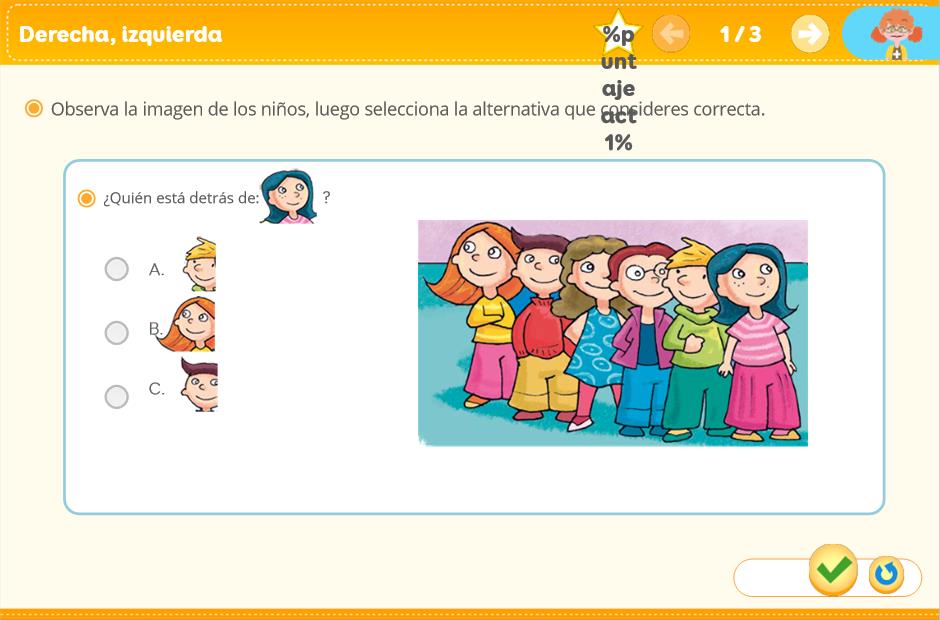 Derecha, izquierda
%p
unt
aje
act
1%
1 / 3
Observa la imagen de los niños, luego selecciona la alternativa que consideres correcta.
¿Quién está detrás de: ?
A.
B.
C.